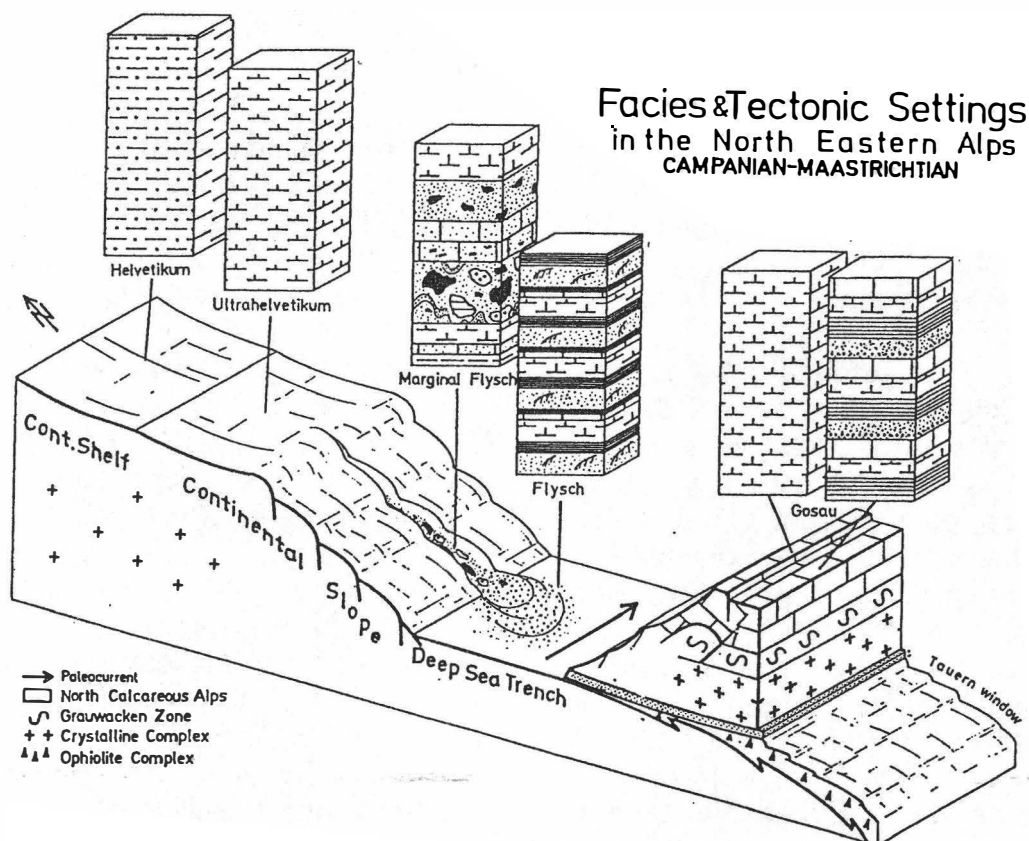 Facies & Tectonic Settings
in the North Eastern Alps
CAMPANIAN-MAASTRICHTIAN
Helvetikum
Ultrahelvetikum
Marginal Flysch
Flysch
Gosau
N
Cont. Shelf
Continental
Slope
Deep Sea Trench
Tauern window
Paleocurrent
North Calcareous Alps
Grauwacken Zone
Crystalline Complex
Ophiolite Complex